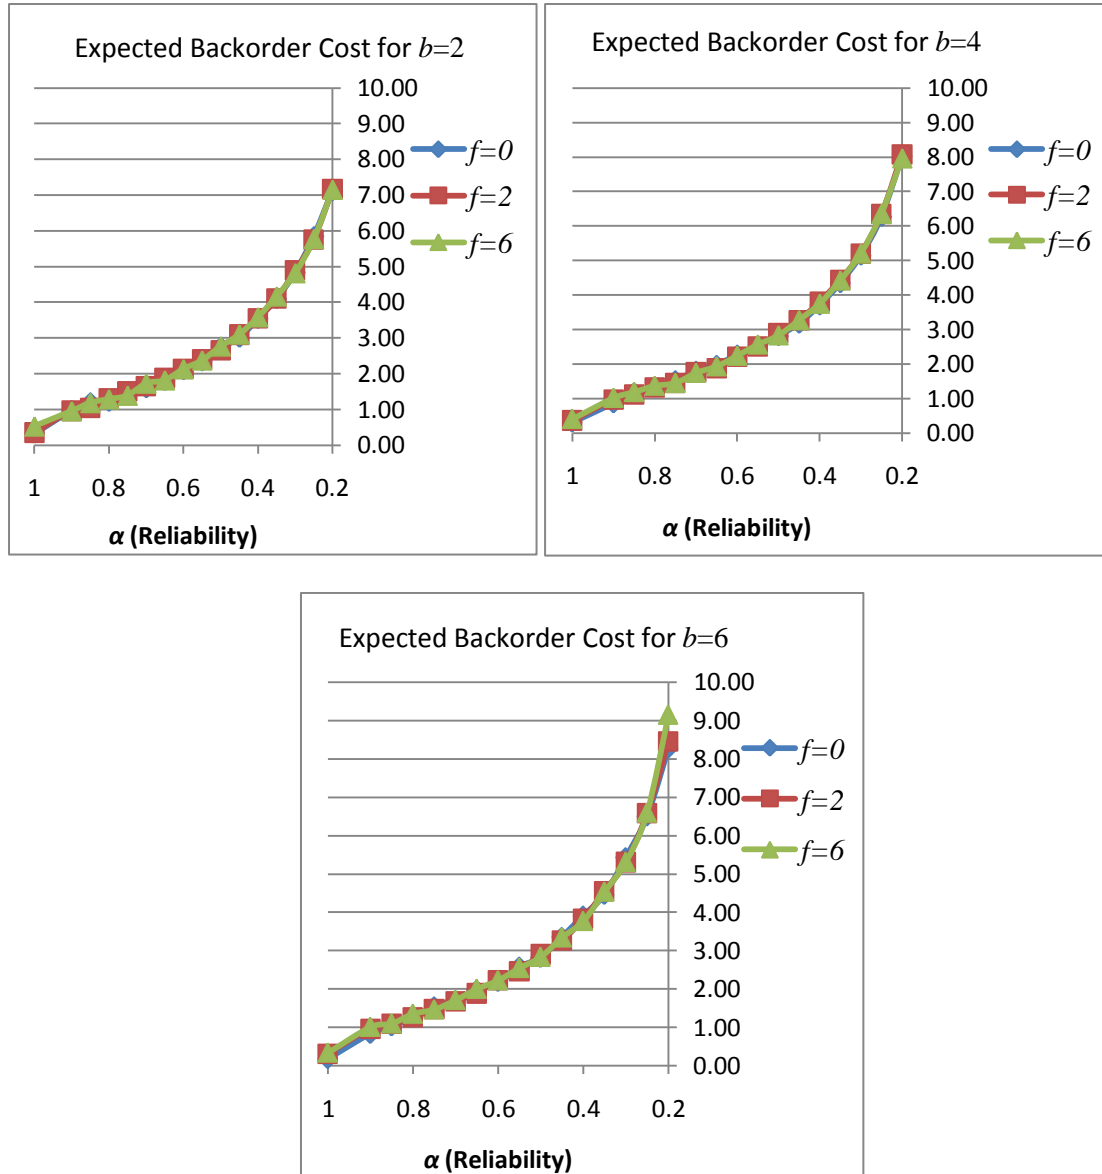 Expected Backorder Cost for b=2
10.00
9.00
8.00
7.00
6.00
5.00
4.00
3.00
2.00
1.00
0.00
f=0
f=2
f=6
1 0.8 0.6 0.4 0.2
α (Reliability)
Expected Backorder Cost for b=4
10.00
9.00
8.00
7.00
6.00
5.00
4.00
3.00
2.00
1.00
0.00
f=0
f=2
f=6
1 0.8 0.6 0.4 0.2
α (Reliability)
Expected Backorder Cost for b=6
10.00
9.00
8.00
7.00
6.00
5.00
4.00
3.00
2.00
1.00
0.00
f=0
f=2
f=6
1 0.8 0.6 0.4 0.2
α (Reliability)